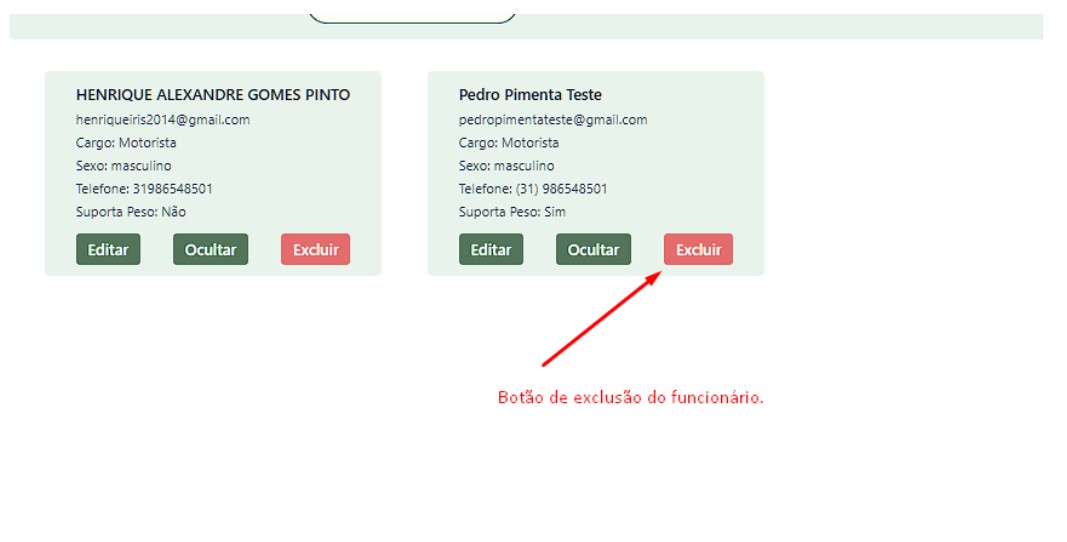 HENRIQUE ALEXANDRE GOMES PINTO
henriqueiris2014@gmail.com
Cargo: Motorista
Sexo: masculino
Telefone: 31986548501
Suporta Peso: Não
Editar Ocultar Excluir
Pedro Pimenta Teste
pedropimentateste@gmail.com
Cargo: Motorista
Sexo: masculino
Telefone: (31) 986548501
Suporta Peso: Sim
Editar Ocultar Excluir
Botão de exclusão do funcionário.